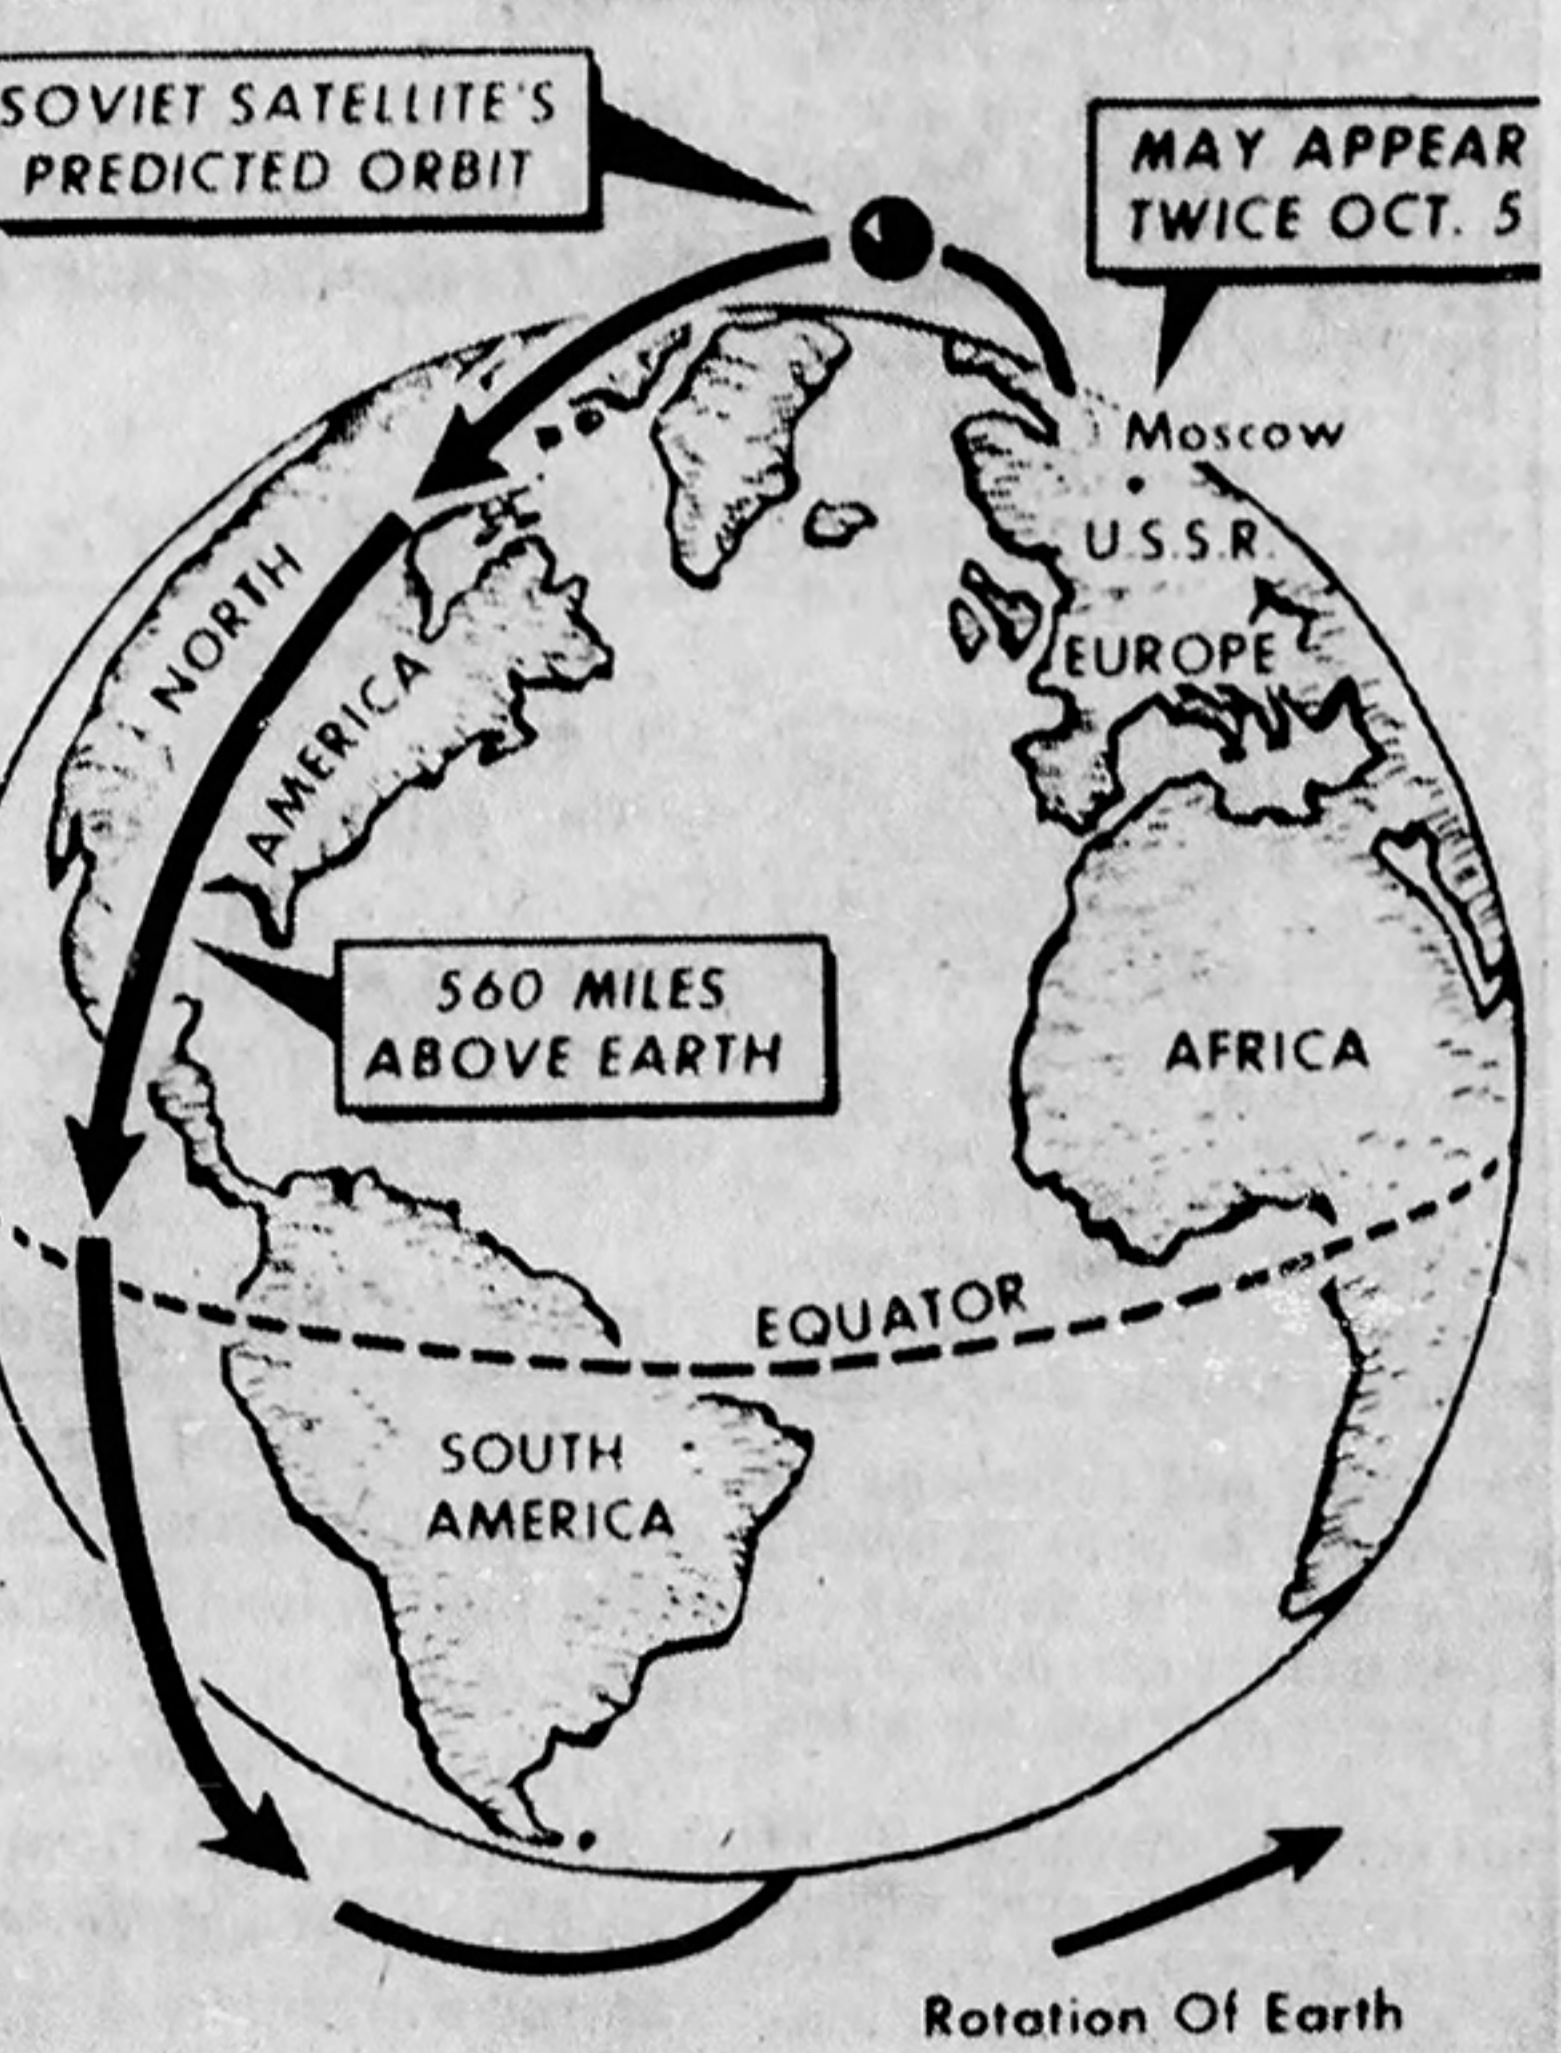 SOVIET SATELLITE'S
PREDICTED ORBIT
MAY APPEAR
TWICE OCT. 5
Moscow
U.S.S.R.
EUROPE
NORTH
AMERICA
560 MILES
ABOVE EARTH
AFRICA
EQUATOR
SOUTH
AMERICA
Rotation Of Earth